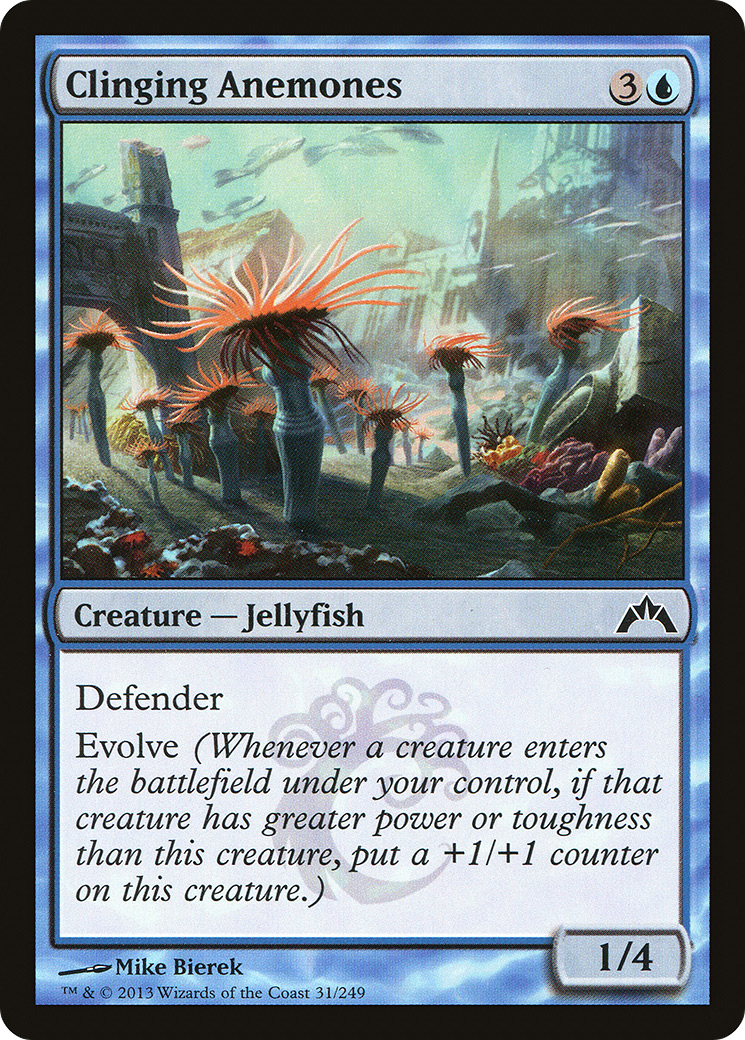 Clinging Anemones 3
Creature — Jellyfish
Defender
Evolve (Whenever a creature enters
the battlefield under your control, if that
creature has greater power or toughness
than this creature, put a +1/+1 counter
on this creature.)
1/4
Mike Bierek
™ & © 2013 Wizards of the Coast 31/249